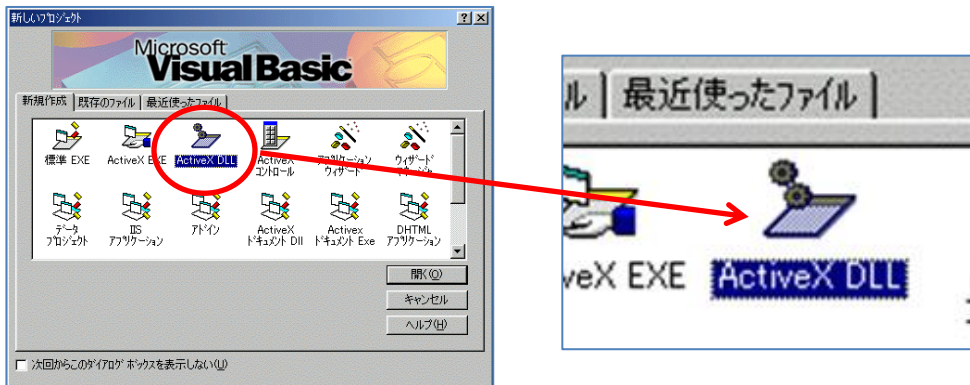 新しいプロジェクト
Microsoft
Visual Basic
新規作成 既存のファイル 最近使ったファイル
標準 EXE
ActiveX EXE
ActiveX DLL
ActiveX
コントロール
アプリケーション
ウィザード
ウィザード
マネージャ
データ
プロジェクト
IIS
アプリケーション
アドイン
ActiveX
ドキュメント Dll
Activex
ドキュメント Exe
DHTML
アプリケーション
開く(O)
キャンセル
ヘルプ(H)
次回からこのダイアログ ボックスを表示しない(U)
ル 最近使ったファイル
veX EXE
ActiveX DLL